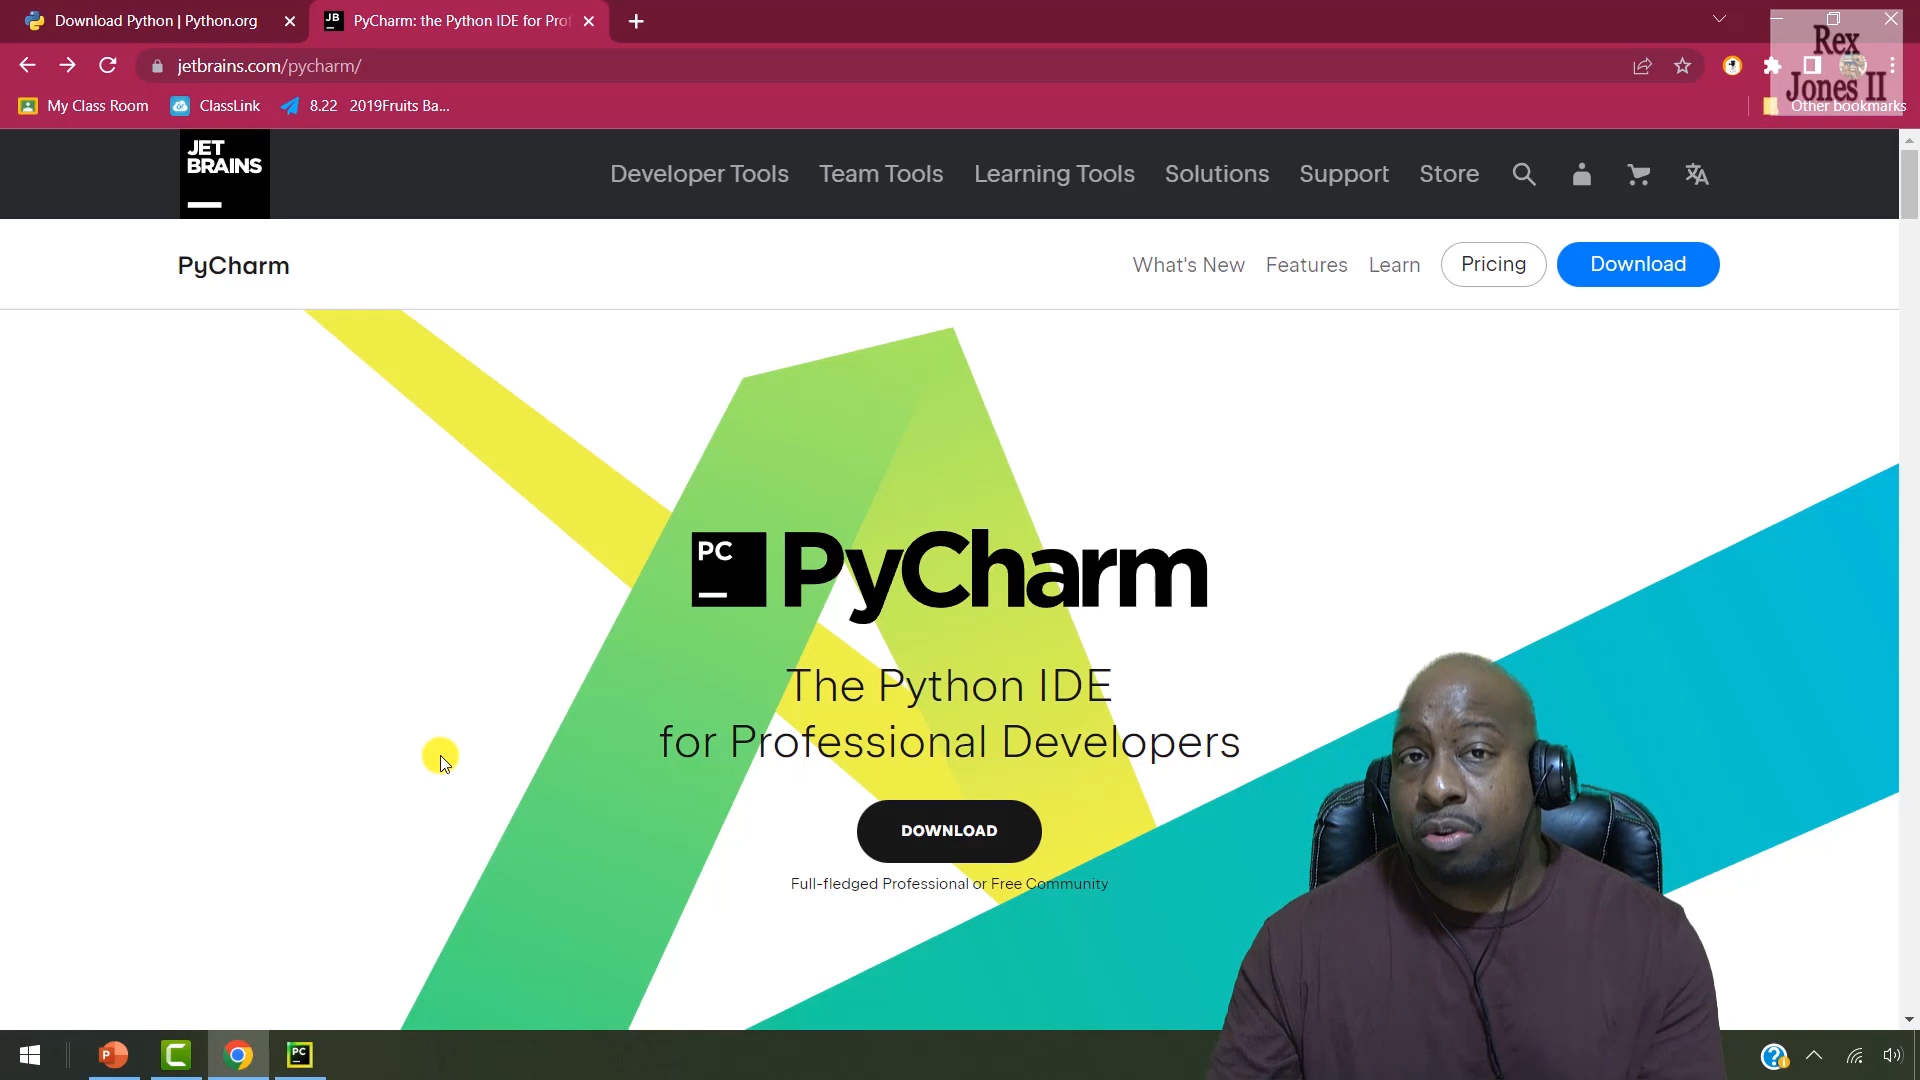 Download Python | Python.org
JB
PyCharm: the Python IDE for Prof
jetbrains.com/pycharm/
Rex
Jones II
My Class Room
ClassLink
8.22
2019Fruits Ba...
Other bookmarks
JET
BRAINS
Developer Tools
Team Tools
Learning Tools
Solutions
Support
Store
PyCharm
What's New
Features
Learn
Pricing
Download
PC
PyCharm
The Python IDE
for Professional Developers
DOWNLOAD
Full-fledged Professional or Free Community
P
C
PC